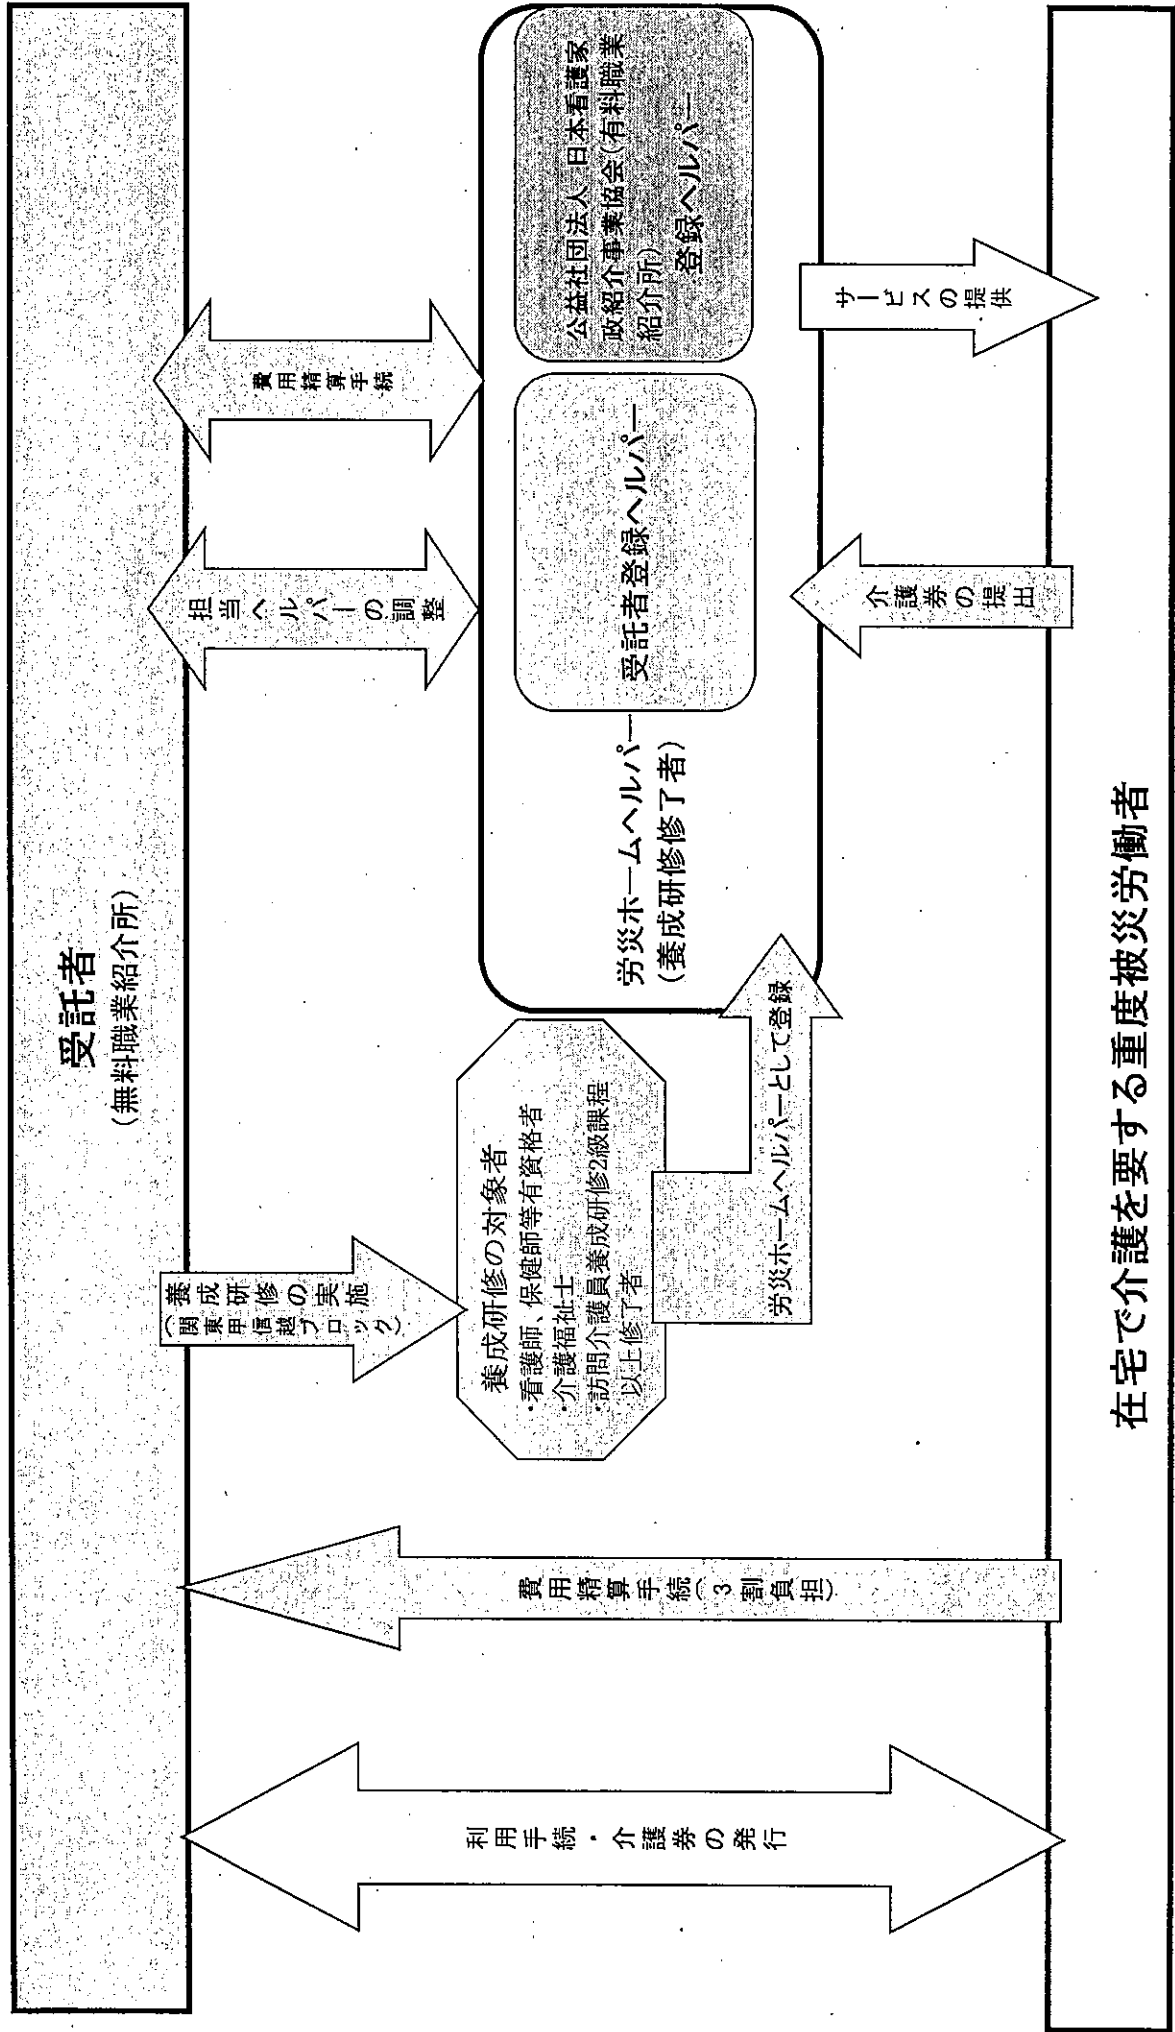 受託者
（無料職業紹介所）
利用手続・介護券の発行
費用精算手続（3割負担）
養成研修の実施
（関東甲信越ブロック）
担当ヘルパーの調整
費用精算手続
養成研修の対象者
・看護師、保健師等有資格者
・介護福祉士
・訪問介護員養成研修2級課程
以上修了者
労災ホームヘルパーとして登録
労災ホームヘルパー
（養成研修修了者）
受託者登録ヘルパー
公益社団法人 日本看護家
政紹介事業協会（有料職業
紹介所）
登録ヘルパー
介護券の提出
サービスの提供
在宅で介護を要する重度被災労働者